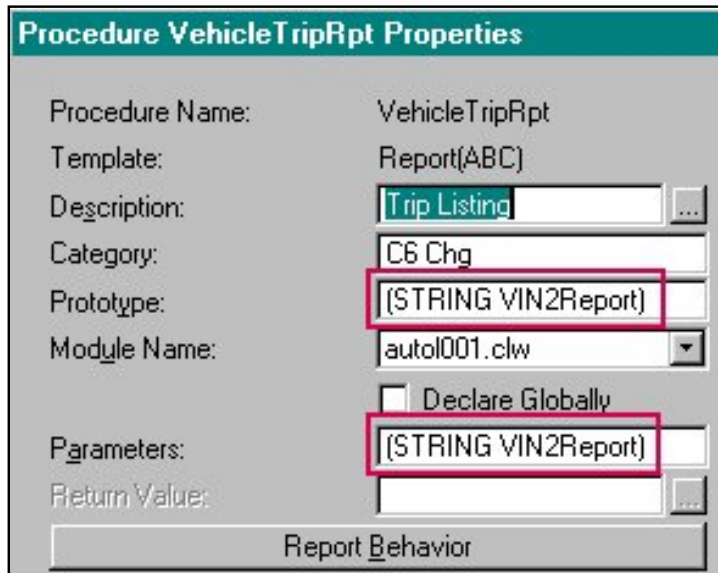 Procedure VehicleTripRpt Properties
Procedure Name: VehicleTripRpt
Template: Report(ABC)
Description: Trip Listing ...
Category: C6 Chg
Prototype: (STRING VIN2Report)
Module Name: autol001.clw
Declare Globally
Parameters: (STRING VIN2Report)
Return Value: ...
Report Behavior